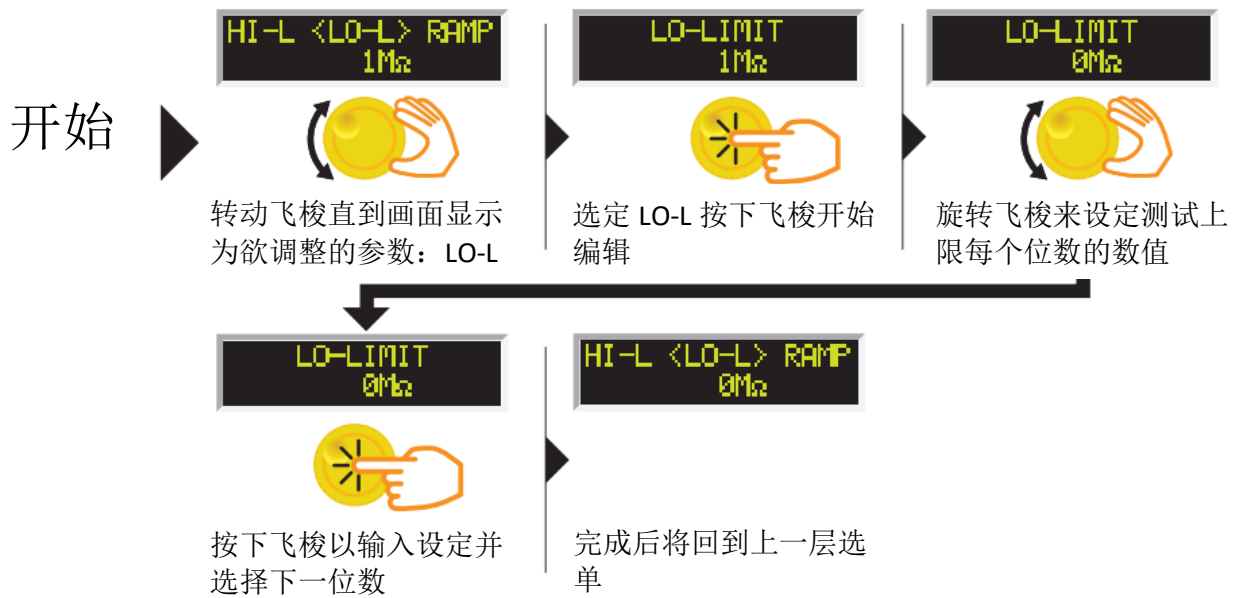 开始
HI-L <LO-L> RAMP
1MΩ
转动飞梭直到画面显示
为欲调整的参数：LO-L
LO-LIMIT
1MΩ
选定 LO-L 按下飞梭开始
编辑
LO-LIMIT
0MΩ
旋转飞梭来设定测试上
限每个位数的数值
LO-LIMIT
0MΩ
按下飞梭以输入设定并
选择下一位数
HI-L <LO-L> RAMP
0MΩ
完成后将回到上一层选
单